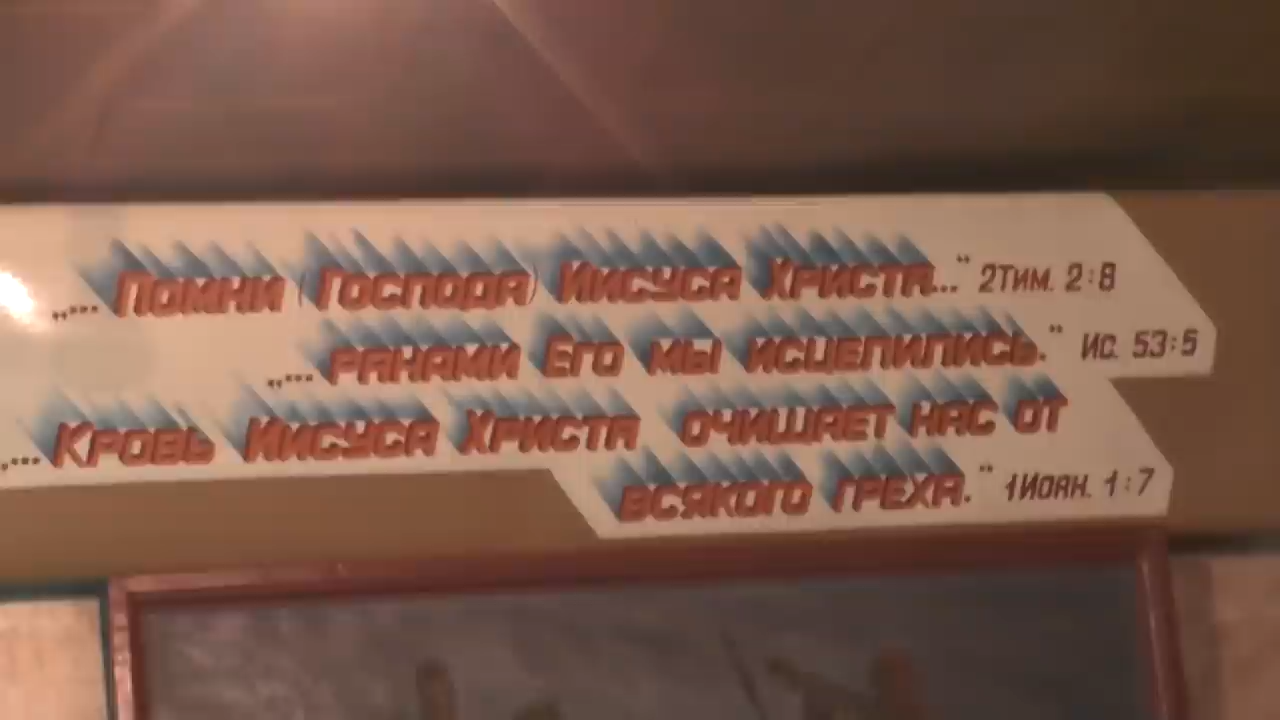 „... Помни (Господа) Иисуса Христа..." 2Тим. 2:8
„... ранами Его мы исцелились." Ис. 53:5
„... Кровь Иисуса Христа очищает нас от
всякого греха." 1Иоан. 1:7